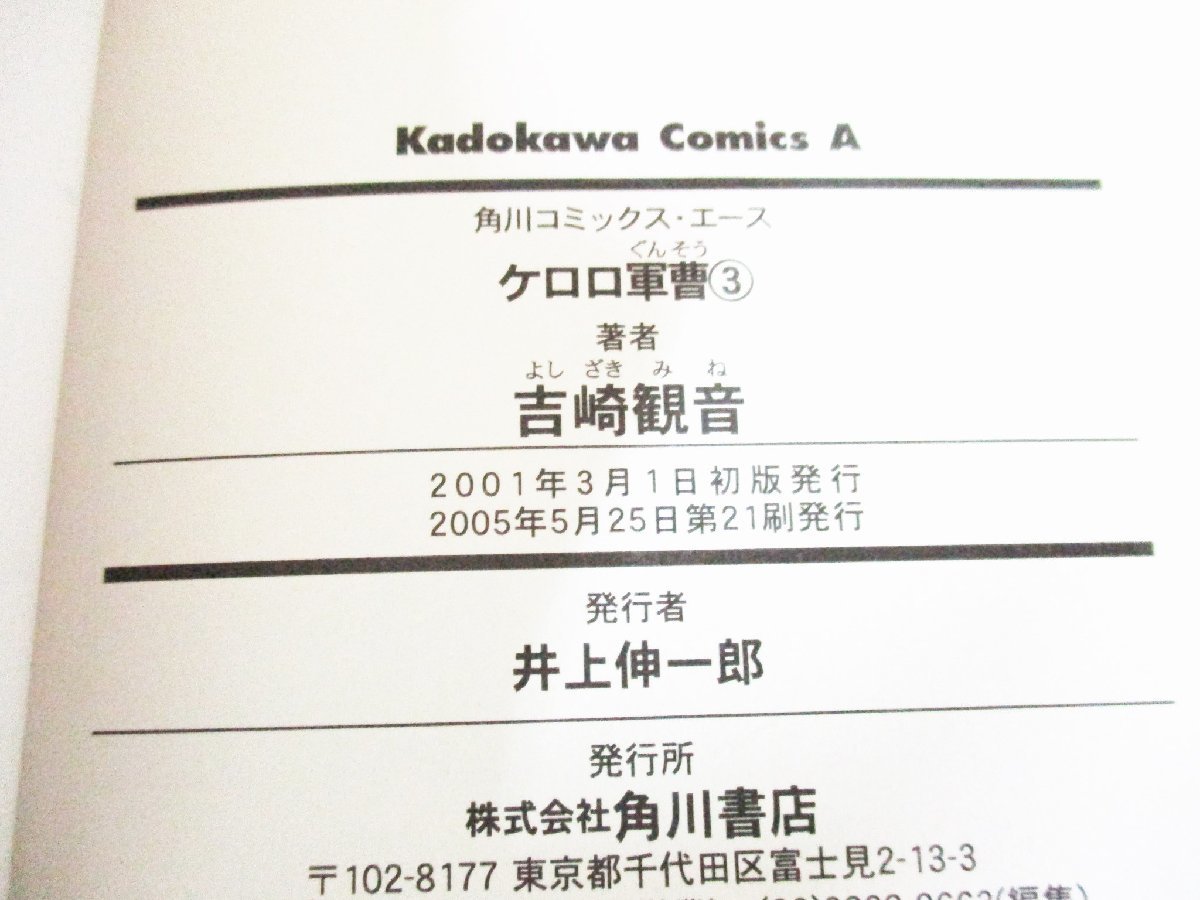 Kadokawa Comics A
角川コミックス・エース
ぐんそう
ケロロ軍曹③
著者
よし ざき み ね
吉崎観音
2001年3月1日初版発行
2005年5月25日第21刷発行
発行者
井上伸一郎
発行所
株式会社角川書店
〒102-8177 東京都千代田区富士見2-13-3
(編集)